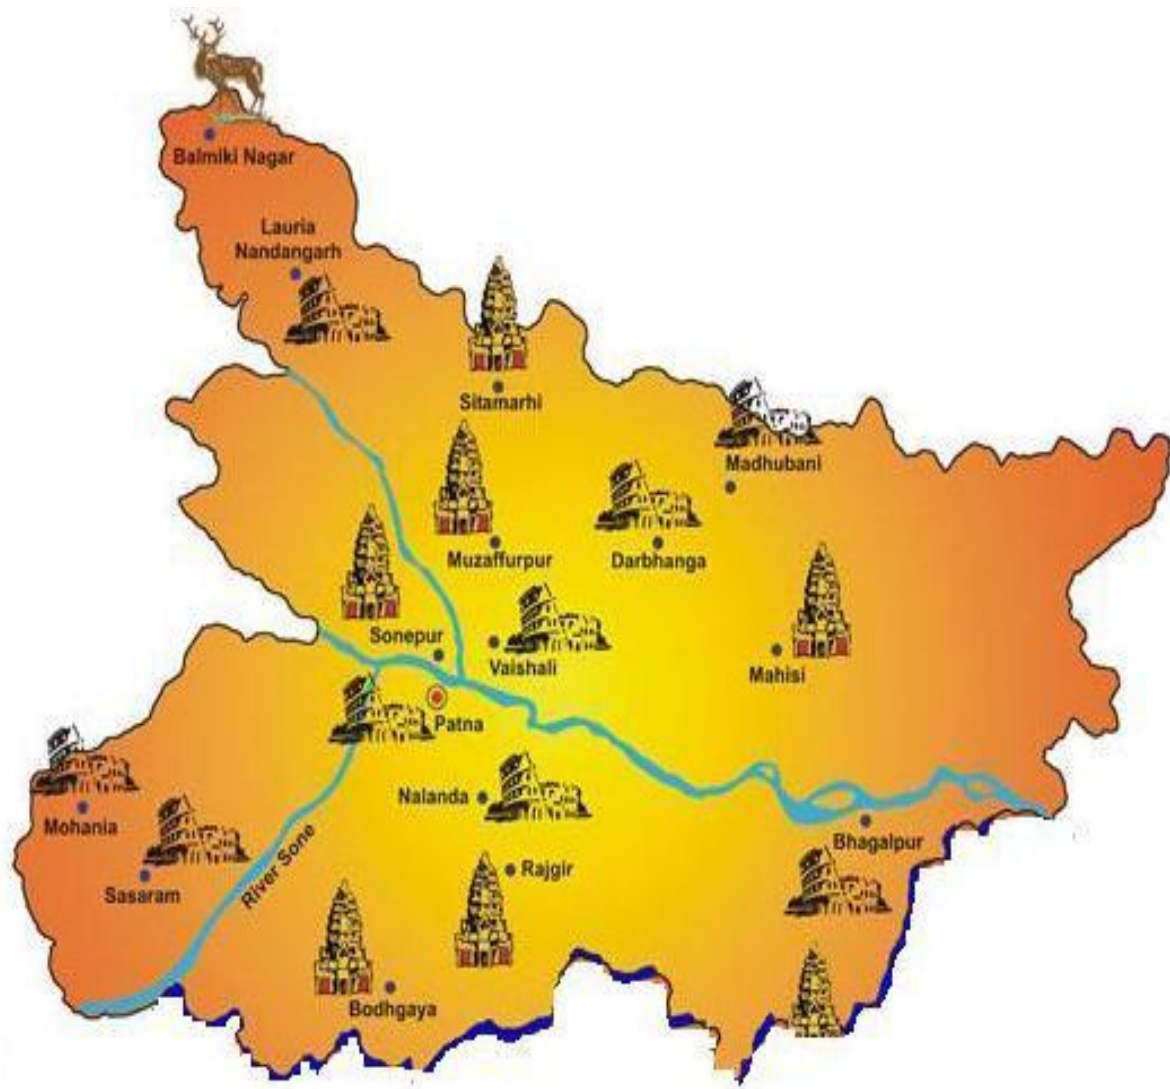 Balmiki Nagar
Lauria
Nandangarh
Sitamarhi
Madhubani
Muzaffurpur
Darbhanga
Sonepur
Vaishali
Mahisi
Patna
Nalanda
Mohania
Bhagalpur
River Sone
Rajgir
Sasaram
Bodhgaya